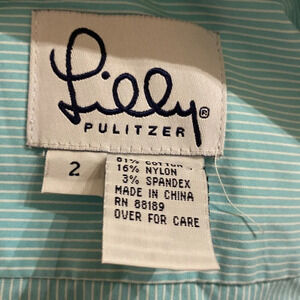 Lilly®
PULITZER
2
81% COTTON
16% NYLON
3% SPANDEX
MADE IN CHINA
RN 88189
OVER FOR CARE